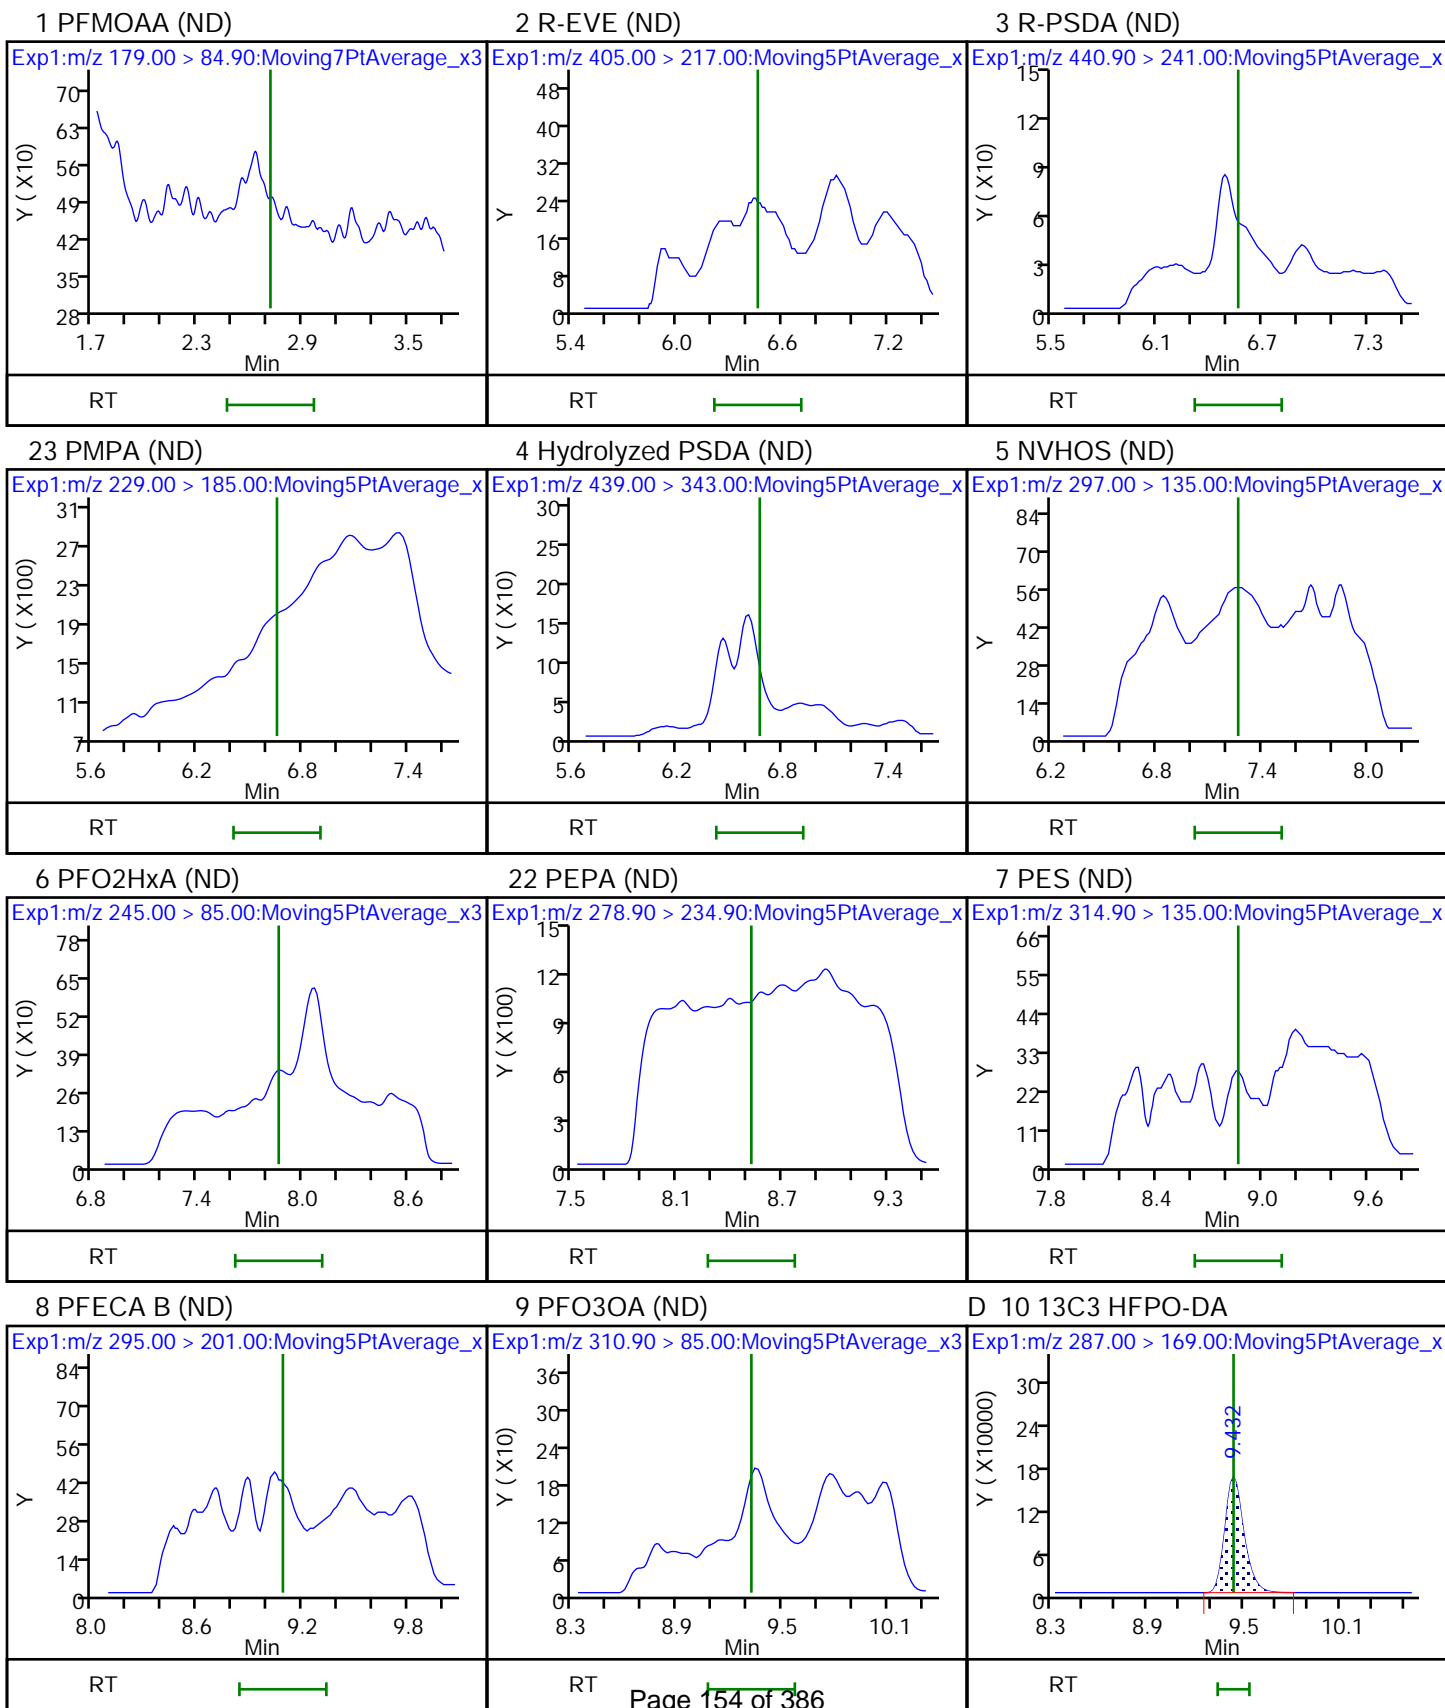 1 PFMOAA (ND)
Exp1:m/z 179.00 > 84.90:Moving7PtAverage_x3
Y ( X10)
70
63
56
49
42
35
28
1.7 2.3 2.9 3.5
Min
RT
2 R-EVE (ND)
Exp1:m/z 405.00 > 217.00:Moving5PtAverage_x
Y
48
40
32
24
16
8
0
5.4 6.0 6.6 7.2
Min
RT
3 R-PSDA (ND)
Exp1:m/z 440.90 > 241.00:Moving5PtAverage_x
Y ( X10)
15
12
9
6
3
0
5.5 6.1 6.7 7.3
Min
RT
23 PMPA (ND)
Exp1:m/z 229.00 > 185.00:Moving5PtAverage_x
Y ( X100)
31
27
23
19
15
11
7
5.6 6.2 6.8 7.4
Min
RT
4 Hydrolyzed PSDA (ND)
Exp1:m/z 439.00 > 343.00:Moving5PtAverage_x
Y ( X10)
30
25
20
15
10
5
0
5.6 6.2 6.8 7.4
Min
RT
5 NVHOS (ND)
Exp1:m/z 297.00 > 135.00:Moving5PtAverage_x
Y
84
70
56
42
28
14
0
6.2 6.8 7.4 8.0
Min
RT
6 PFO2HxA (ND)
Exp1:m/z 245.00 > 85.00:Moving5PtAverage_x3
Y ( X10)
78
65
52
39
26
13
0
6.8 7.4 8.0 8.6
Min
RT
22 PEPA (ND)
Exp1:m/z 278.90 > 234.90:Moving5PtAverage_x
Y ( X100)
15
12
9
6
3
0
7.5 8.1 8.7 9.3
Min
RT
7 PES (ND)
Exp1:m/z 314.90 > 135.00:Moving5PtAverage_x
Y
66
55
44
33
22
11
0
7.8 8.4 9.0 9.6
Min
RT
8 PFECA B (ND)
Exp1:m/z 295.00 > 201.00:Moving5PtAverage_x
Y
84
70
56
42
28
14
0
8.0 8.6 9.2 9.8
Min
RT
9 PFO3OA (ND)
Exp1:m/z 310.90 > 85.00:Moving5PtAverage_x3
Y ( X10)
36
30
24
18
12
6
0
8.3 8.9 9.5 10.1
Min
RT
D 10 13C3 HFPO-DA
Exp1:m/z 287.00 > 169.00:Moving5PtAverage_x
Y ( X10000)
30
24
18
12
6
0
9.432
8.3 8.9 9.5 10.1
Min
RT
Page 154 of 386